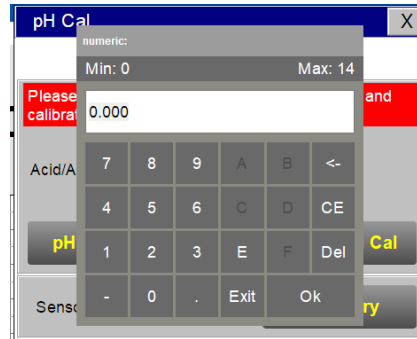 pH Cal X
numeric:
Min: 0 Max: 14
Please and
calibrat
0.000
7 8 9 A B <-
Acid/A
4 5 6 C D CE
1 2 3 E F Del
pH Cal
- 0 . Exit Ok
Senso ry